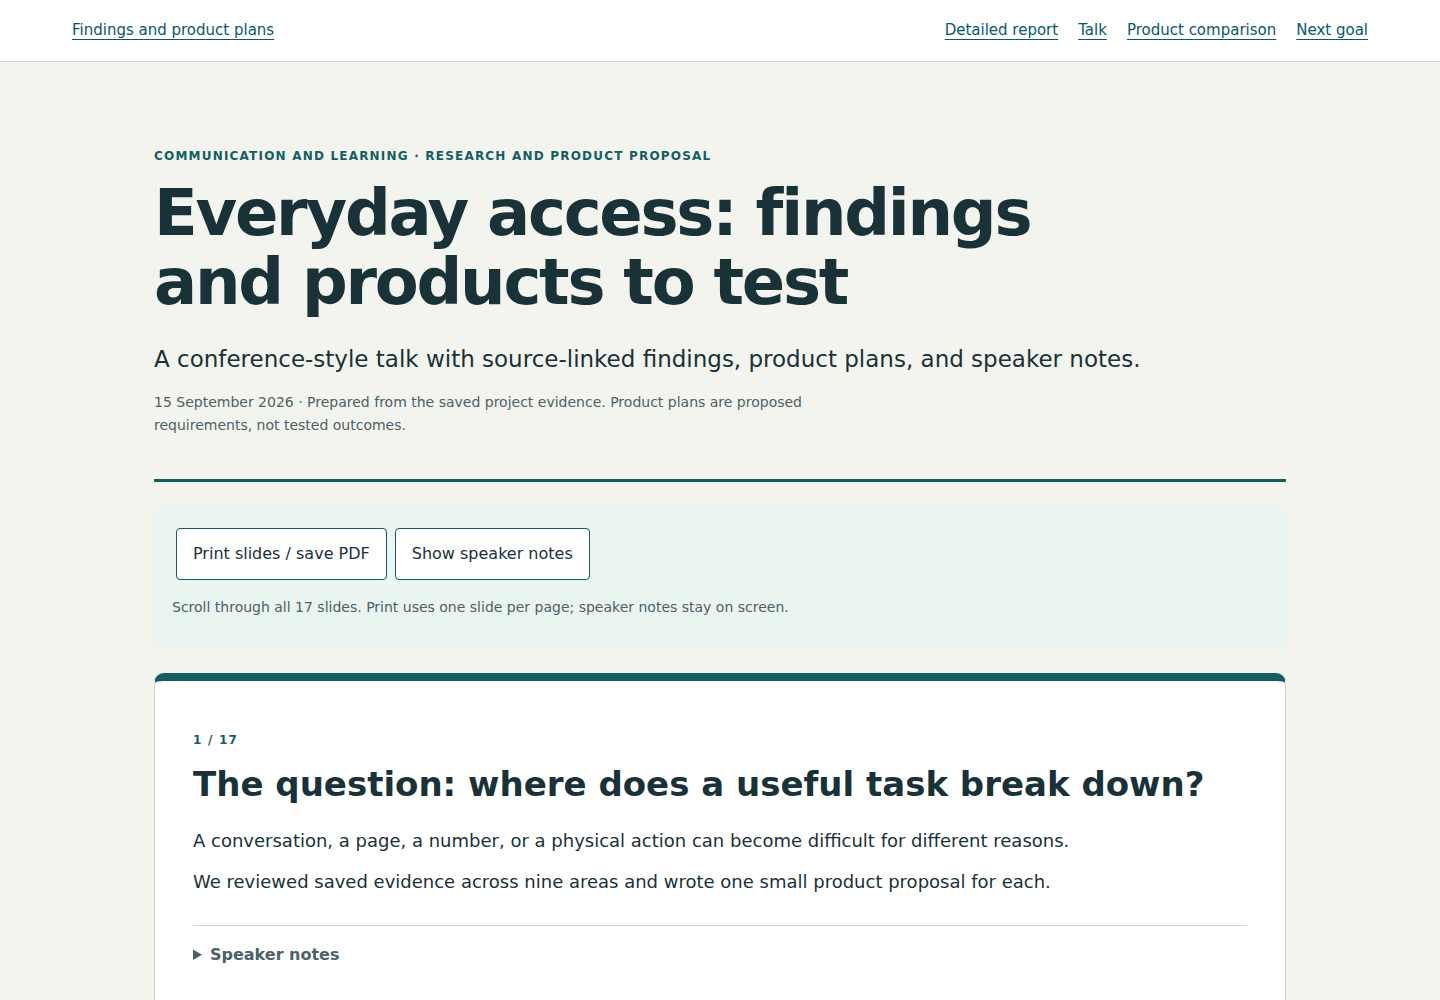 Findings and product plans
Detailed report Talk Product comparison Next goal
COMMUNICATION AND LEARNING · RESEARCH AND PRODUCT PROPOSAL
Everyday access: findings
and products to test
A conference-style talk with source-linked findings, product plans, and speaker notes.
15 September 2026 · Prepared from the saved project evidence. Product plans are proposed
requirements, not tested outcomes.
Print slides / save PDF Show speaker notes
Scroll through all 17 slides. Print uses one slide per page; speaker notes stay on screen.
1 / 17
The question: where does a useful task break down?
A conversation, a page, a number, or a physical action can become difficult for different reasons.
We reviewed saved evidence across nine areas and wrote one small product proposal for each.
Speaker notes